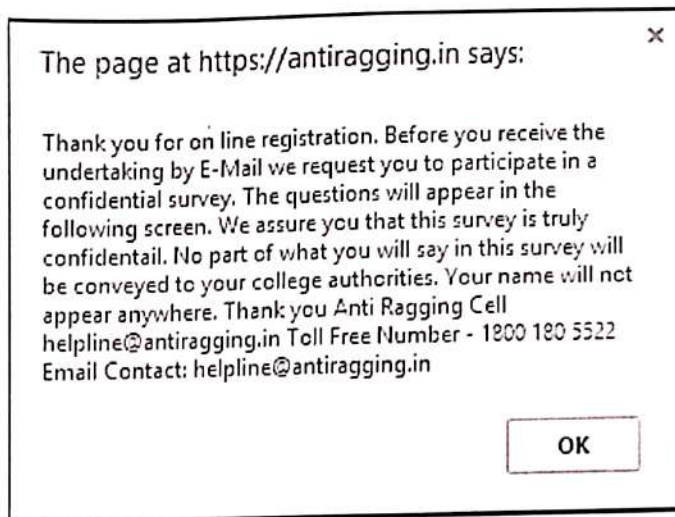 The page at https://antiragging.in says:
×
Thank you for on line registration. Before you receive the
undertaking by E-Mail we request you to participate in a
confidential survey. The questions will appear in the
following screen. We assure you that this survey is truly
confidentail. No part of what you will say in this survey will
be conveyed to your college authorities. Your name will not
appear anywhere. Thank you Anti Ragging Cell
helpline@antiragging.in Toll Free Number - 1800 180 5522
Email Contact: helpline@antiragging.in
OK